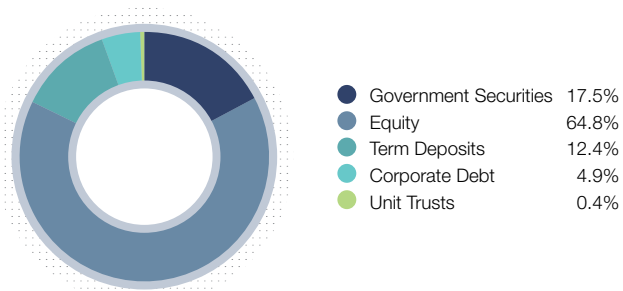 Government Securities 17.5%
Equity 64.8%
Term Deposits 12.4%
Corporate Debt 4.9%
Unit Trusts 0.4%